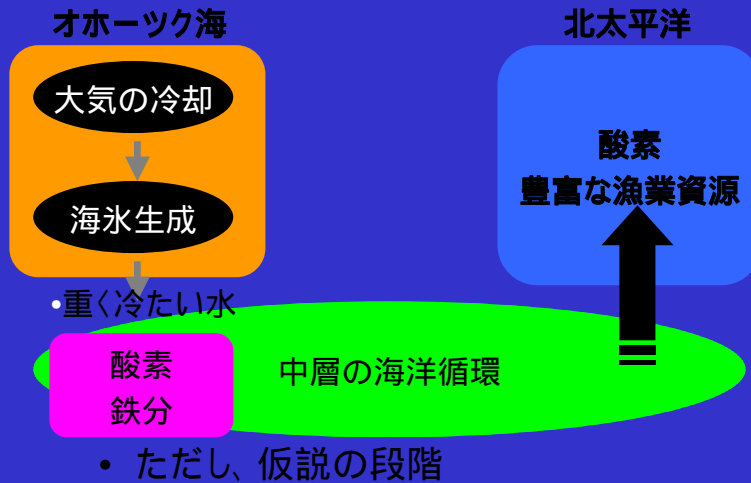 オホーツク海
北太平洋
大気の冷却
海氷生成
•重く冷たい水
酸素
鉄分
中層の海洋循環
酸素
豊富な漁業資源
• ただし、仮説の段階